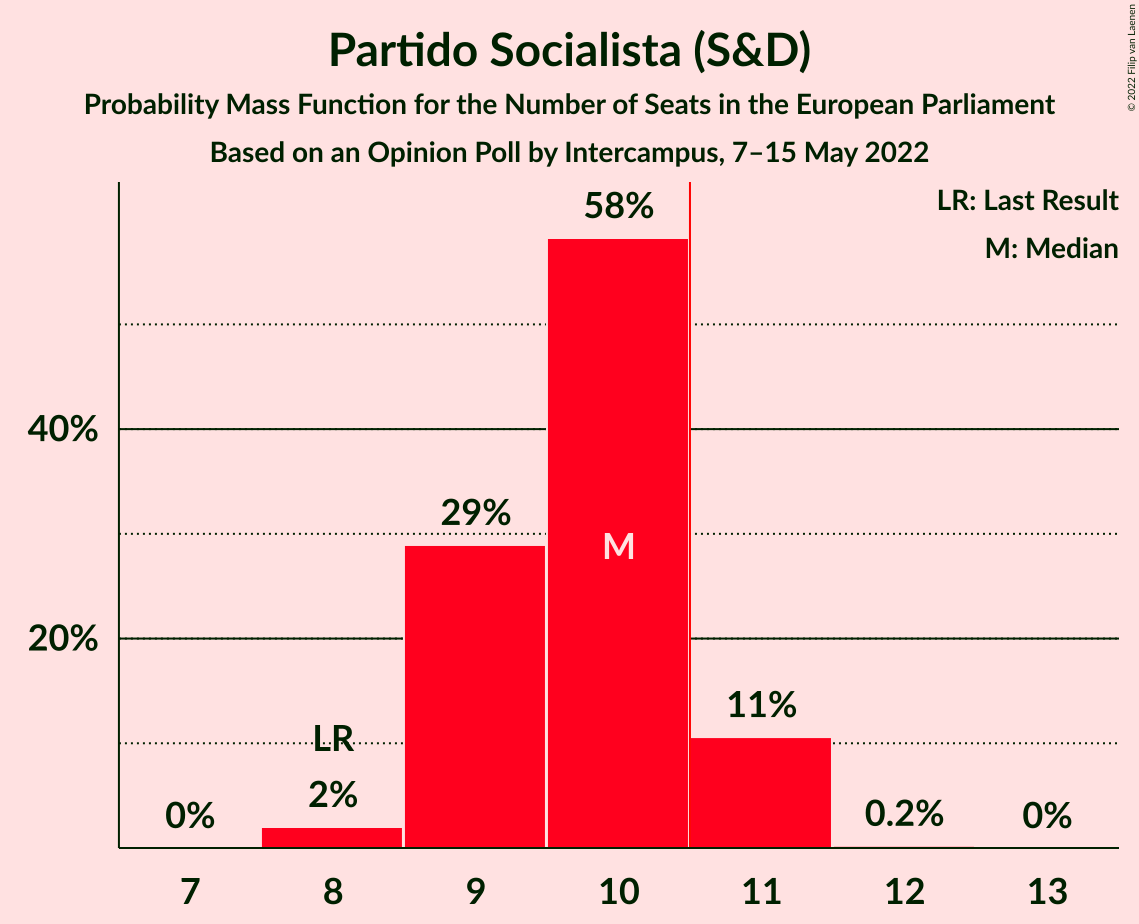 Partido Socialista (S&D)
Probability Mass Function for the Number of Seats in the European Parliament
Based on an Opinion Poll by Intercampus, 7–15 May 2022
© 2022 Filip van Laenen
LR: Last Result
M: Median
58%
40%
29%
M
20%
11%
LR
2%
0%
0.2%
0%
7 8 9 10 11 12 13